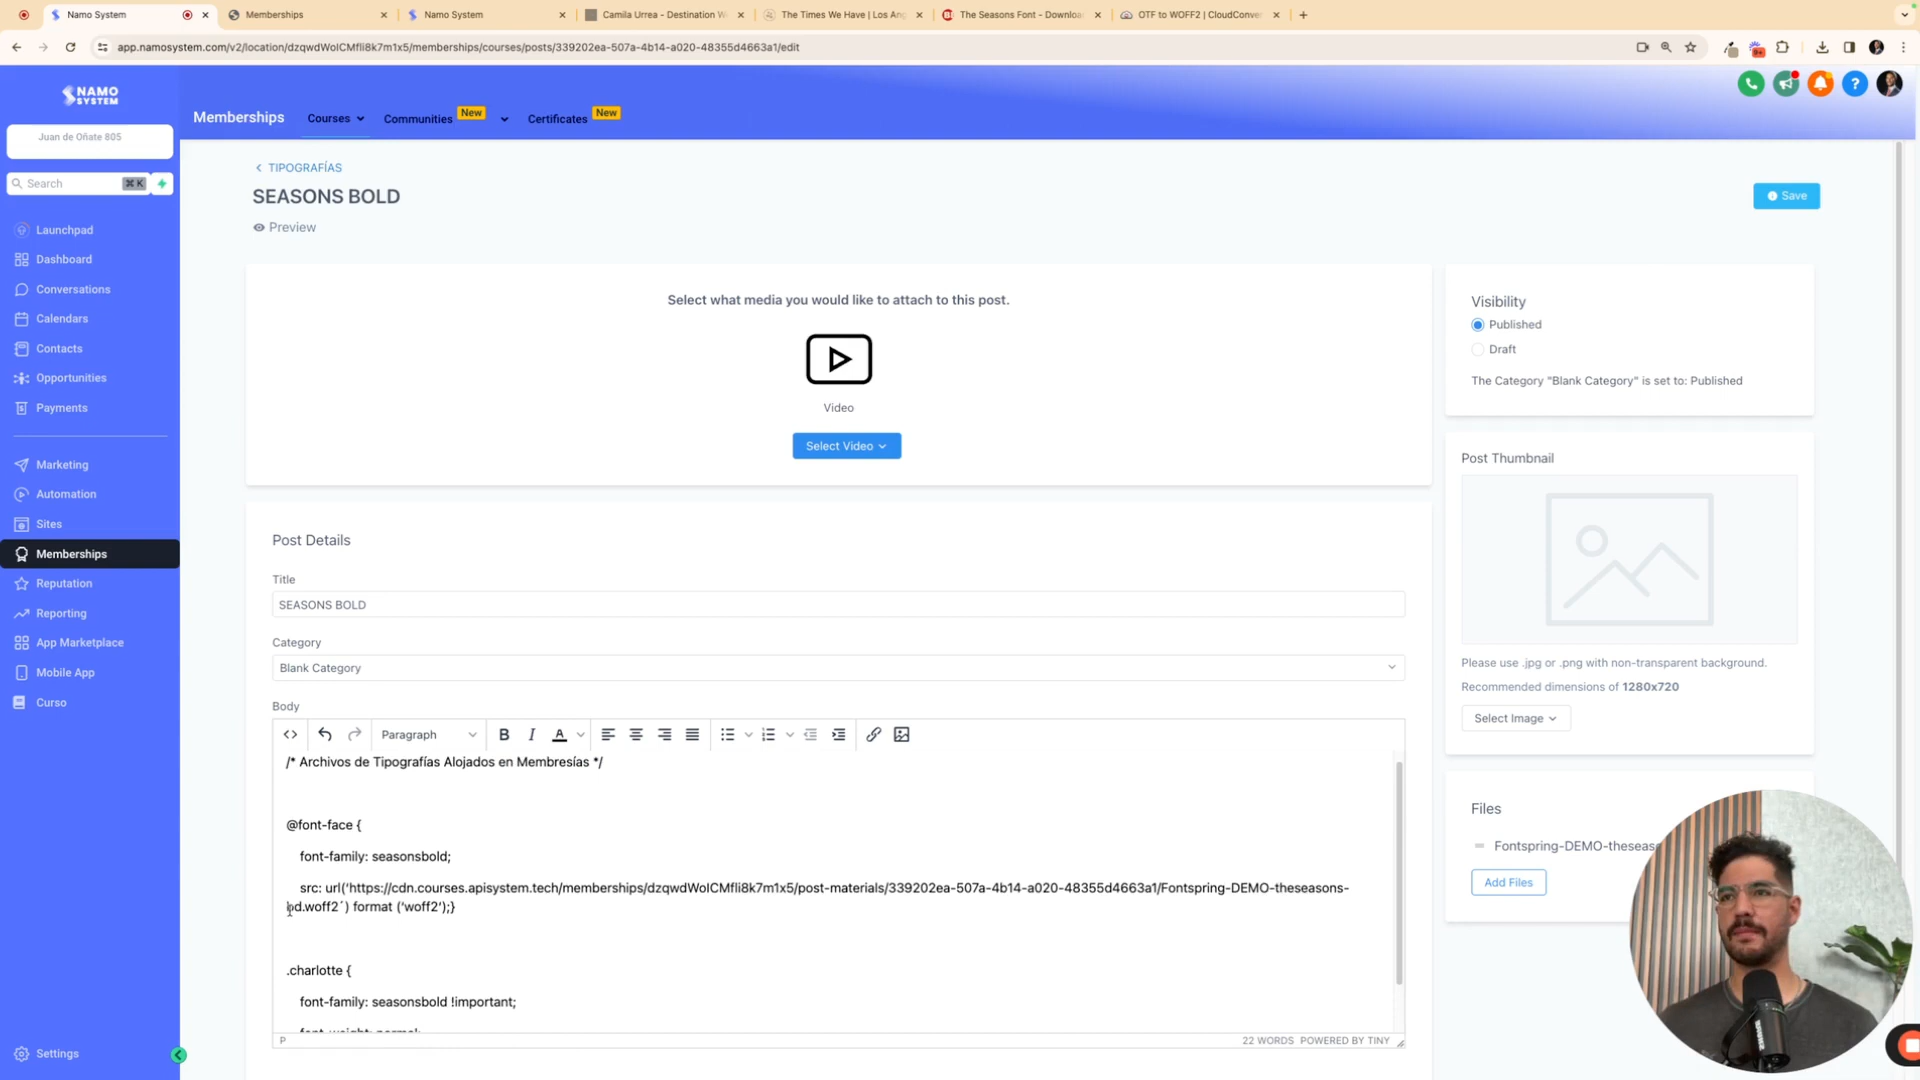 Namo System
Memberships
Namo System
Camila Urrea - Destination W
The Times We Have | Los Ang
The Seasons Font - Downloa
OTF to WOFF2 | CloudConver
app.namosystem.com/v2/location/dzqwdWoICMfli8k7m1x5/memberships/courses/posts/339202ea-507a-4b14-a020-48355d4663a1/edit
9+
NAMO
SYSTEM
Juan de Oñate 805
Search
⌘ K
Launchpad
Dashboard
Conversations
Calendars
Contacts
Opportunities
Payments
Marketing
Automation
Sites
Memberships
Reputation
Reporting
App Marketplace
Mobile App
Curso
Settings
Memberships
Courses
Communities
New
Certificates
New
TIPOGRAFÍAS
SEASONS BOLD
Preview
Save
Select what media you would like to attach to this post.
Video
Select Video
Post Details
Title
SEASONS BOLD
Category
Blank Category
Body
Paragraph
B I A
/* Archivos de Tipografías Alojados en Membresías */
@font-face {
font-family: seasonsbold;
src: url('https://cdn.courses.apisystem.tech/memberships/dzqwdWoICMfli8k7m1x5/post-materials/339202ea-507a-4b14-a020-48355d4663a1/Fontspring-DEMO-theseasons-
bd.woff2´) format ('woff2');}
.charlotte {
font-family: seasonsbold !important;
font-weight: normal;
P
22 WORDS POWERED BY TINY
Visibility
Published
Draft
The Category "Blank Category" is set to: Published
Post Thumbnail
Please use .jpg or .png with non-transparent background.
Recommended dimensions of 1280x720
Select Image
Files
Fontspring-DEMO-theseas
Add Files